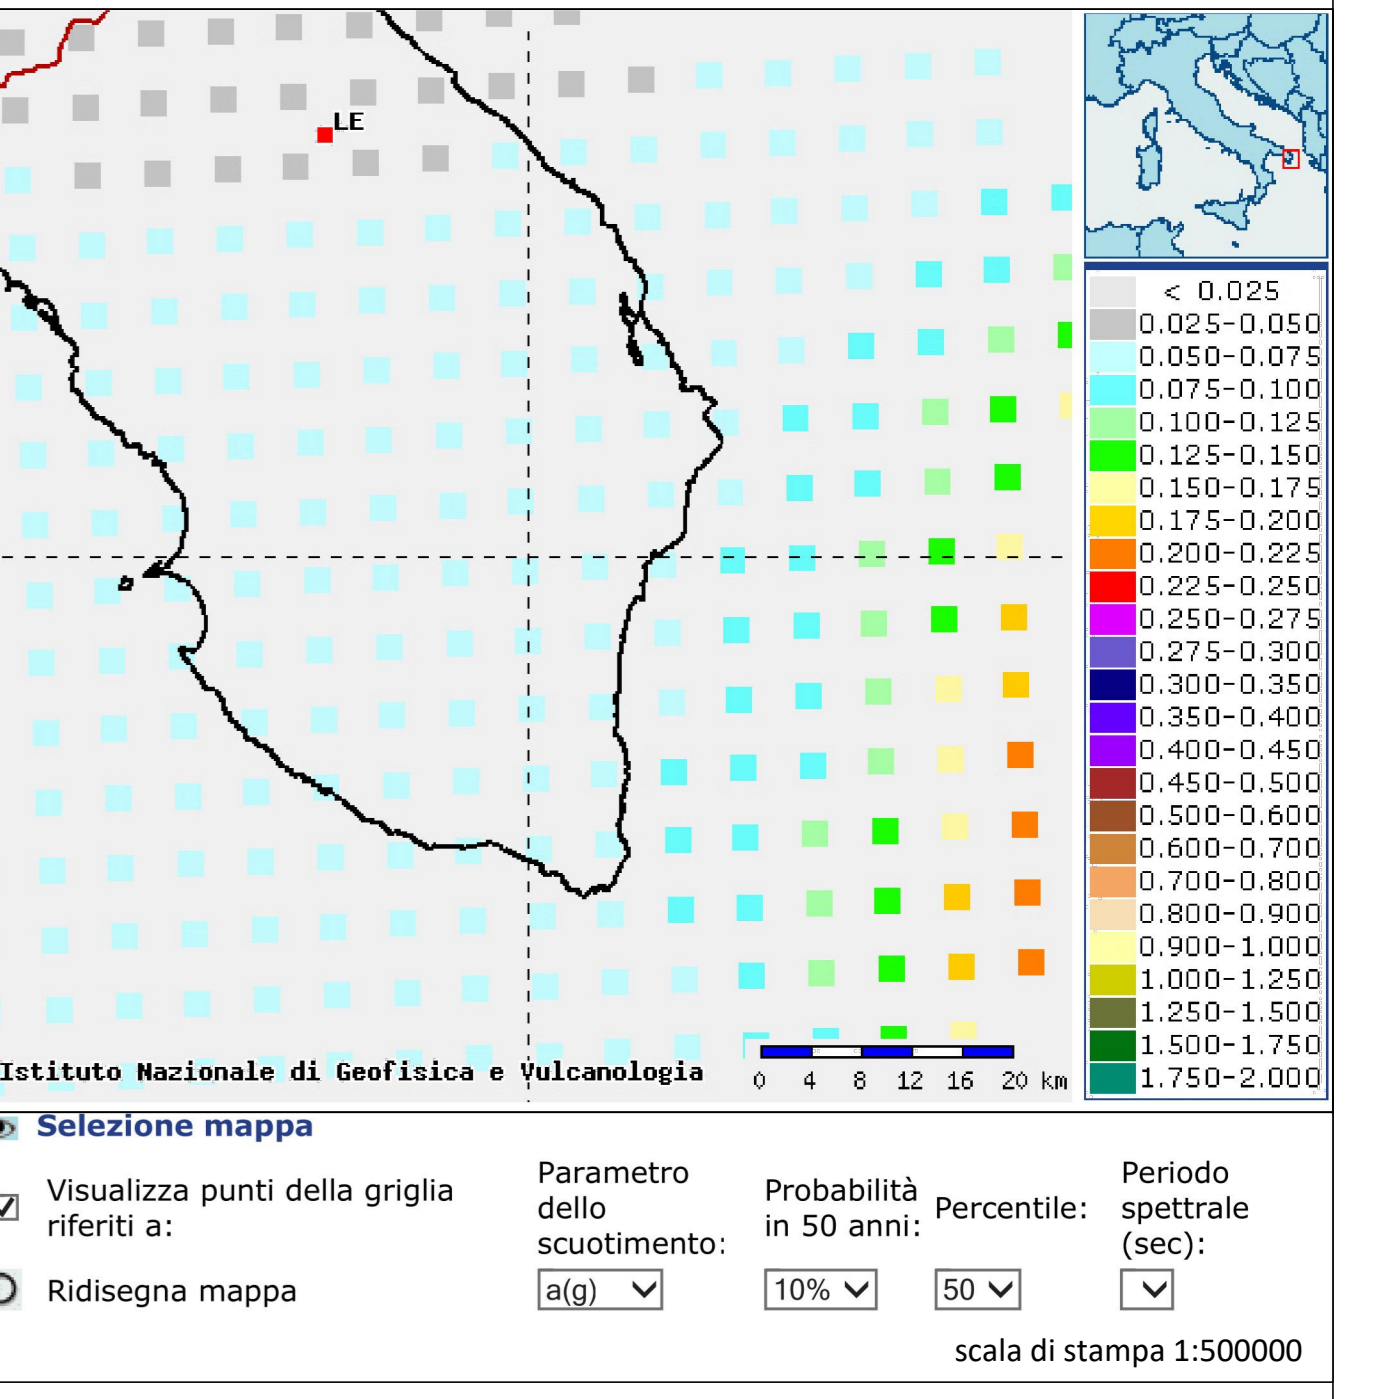 LE
< 0.025
0.025-0.050
0.050-0.075
0.075-0.100
0.100-0.125
0.125-0.150
0.150-0.175
0.175-0.200
0.200-0.225
0.225-0.250
0.250-0.275
0.275-0.300
0.300-0.350
0.350-0.400
0.400-0.450
0.450-0.500
0.500-0.600
0.600-0.700
0.700-0.800
0.800-0.900
0.900-1.000
1.000-1.250
1.250-1.500
1.500-1.750
1.750-2.000
Istituto Nazionale di Geofisica e Vulcanologia
0 4 8 12 16 20 km
Selezione mappa
Visualizza punti della griglia
riferiti a:
Parametro
dello
scuotimento:
Probabilità
in 50 anni:
Percentile:
Periodo
spettrale
(sec):
Ridisegna mappa
a(g)
10%
50
scala di stampa 1:500000